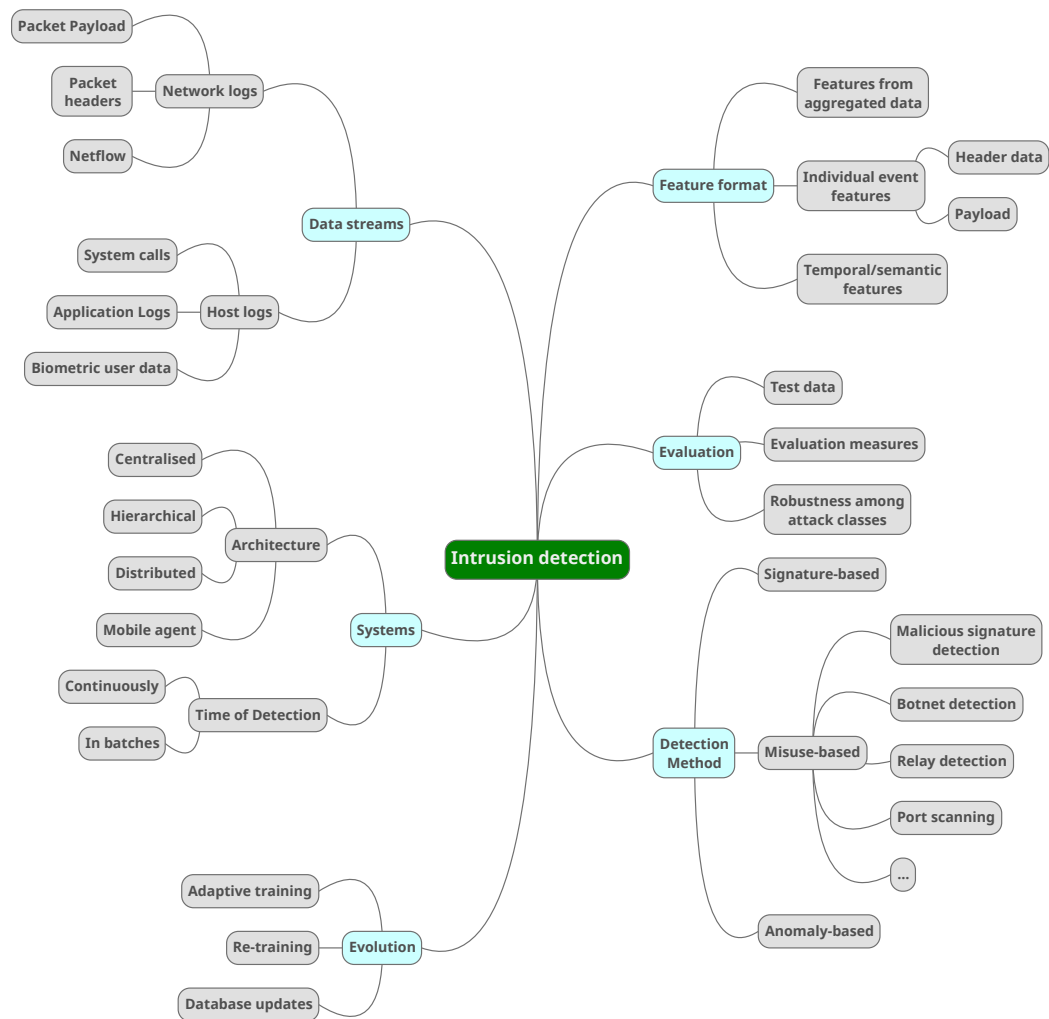 Packet Payload
Packet
headers
Network logs
Netflow
Data streams
System calls
Application Logs
Host logs
Biometric user data
Centralised
Hierarchical
Architecture
Distributed
Mobile agent
Systems
Continuously
Time of Detection
In batches
Adaptive training
Re-training
Evolution
Database updates
Intrusion detection
Features from
aggregated data
Feature format
Individual event
features
Header data
Payload
Temporal/semantic
features
Test data
Evaluation
Evaluation measures
Robustness among
attack classes
Signature-based
Detection
Method
Misuse-based
Malicious signature
detection
Botnet detection
Relay detection
Port scanning
...
Anomaly-based